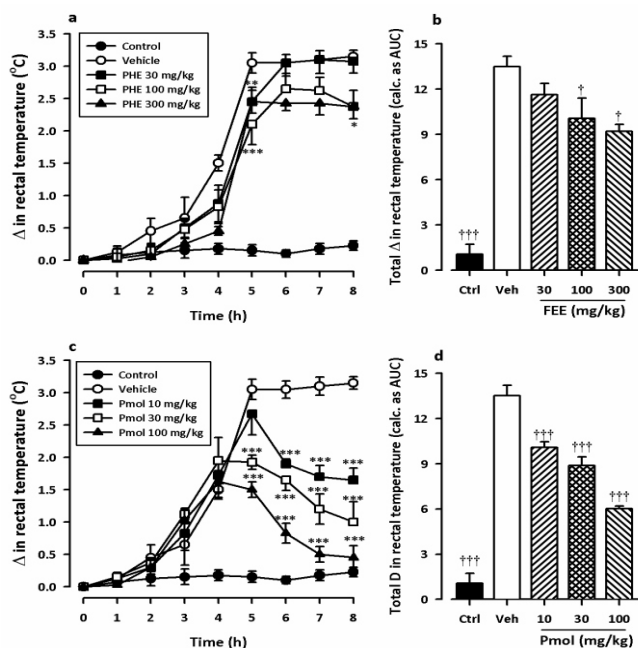 a
Control
Vehicle
PHE 30 mg/kg
PHE 100 mg/kg
PHE 300 mg/kg
Δ in rectal temperature (°C)
3.5
3.0
2.5
2.0
1.5
1.0
0.5
0.0
**
***
*
0 1 2 3 4 5 6 7 8
Time (h)
b
Total Δ in rectal temperature (calc. as AUC)
15
12
9
6
3
0
†††
†
†
Ctrl Veh 30 100 300
FEE (mg/kg)
c
Control
Vehicle
Pmol 10 mg/kg
Pmol 30 mg/kg
Pmol 100 mg/kg
Δ in rectal temperature (°C)
3.5
3.0
2.5
2.0
1.5
1.0
0.5
0.0
*** *** *** ***
*** *** *** ***
*** *** ***
0 1 2 3 4 5 6 7 8
Time (h)
d
Total D in rectal temperature (calc. as AUC)
15
12
9
6
3
0
†††
†††
†††
†††
Ctrl Veh 10 30 100
Pmol (mg/kg)